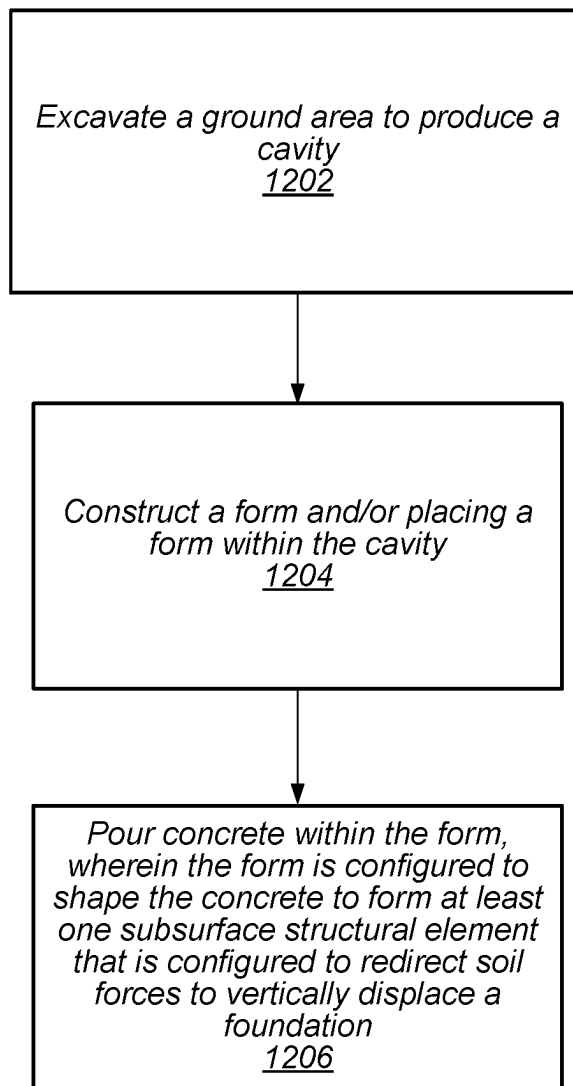 Excavate a ground area to produce a
cavity
1202
Construct a form and/or placing a
form within the cavity
1204
Pour concrete within the form,
wherein the form is configured to
shape the concrete to form at least
one subsurface structural element
that is configured to redirect soil
forces to vertically displace a
foundation
1206